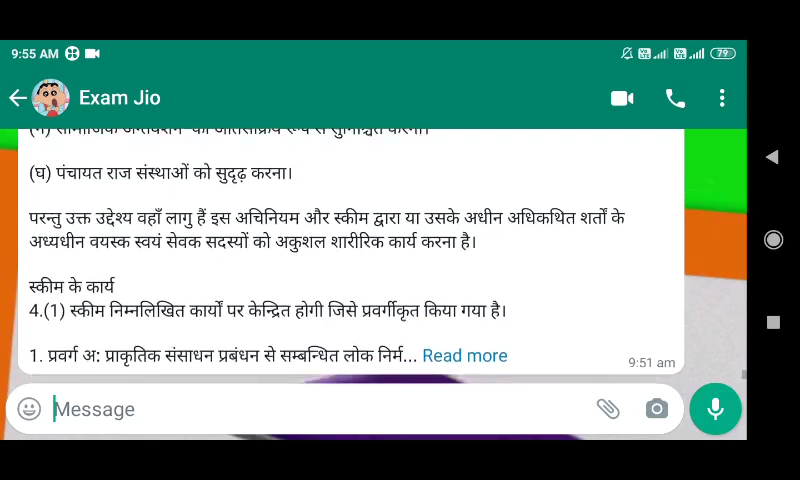 9:55 AM
79
Exam Jio
(ग) सामाजिक
को
रूप से सुनिश्चित करना।
(घ) पंचायत राज संस्थाओं को सुदृढ़ करना।
परन्तु उक्त उद्देश्य वहाँ लागु हैं इस अचिनियम और स्कीम द्वारा या उसके अधीन अधिकथित शर्तों के
अध्यधीन वयस्क स्वयं सेवक सदस्यों को अकुशल शारीरिक कार्य करना है।
स्कीम के कार्य
4.(1) स्कीम निम्नलिखित कार्यों पर केन्द्रित होगी जिसे प्रवर्गीकृत किया गया है।
1. प्रवर्ग अ: प्राकृतिक संसाधन प्रबंधन से सम्बन्धित लोक निर्म... Read more
9:51 am
Message